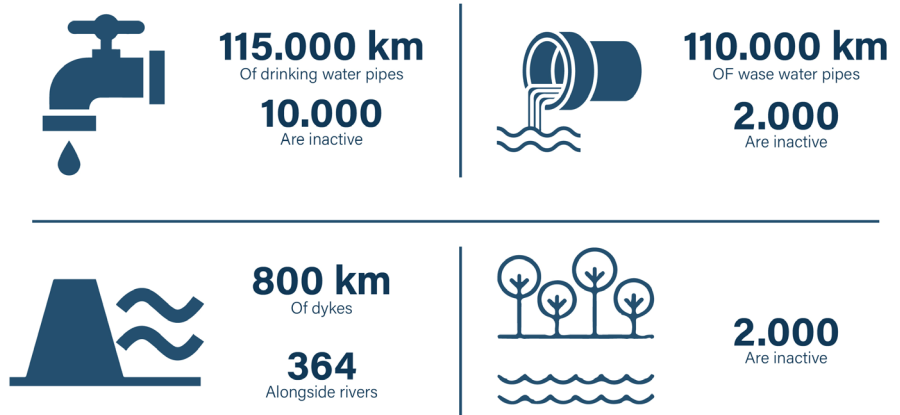 115.000 km
Of drinking water pipes
10.000
Are inactive
110.000 km
OF wase water pipes
2.000
Are inactive
800 km
Of dykes
364
Alongside rivers
2.000
Are inactive